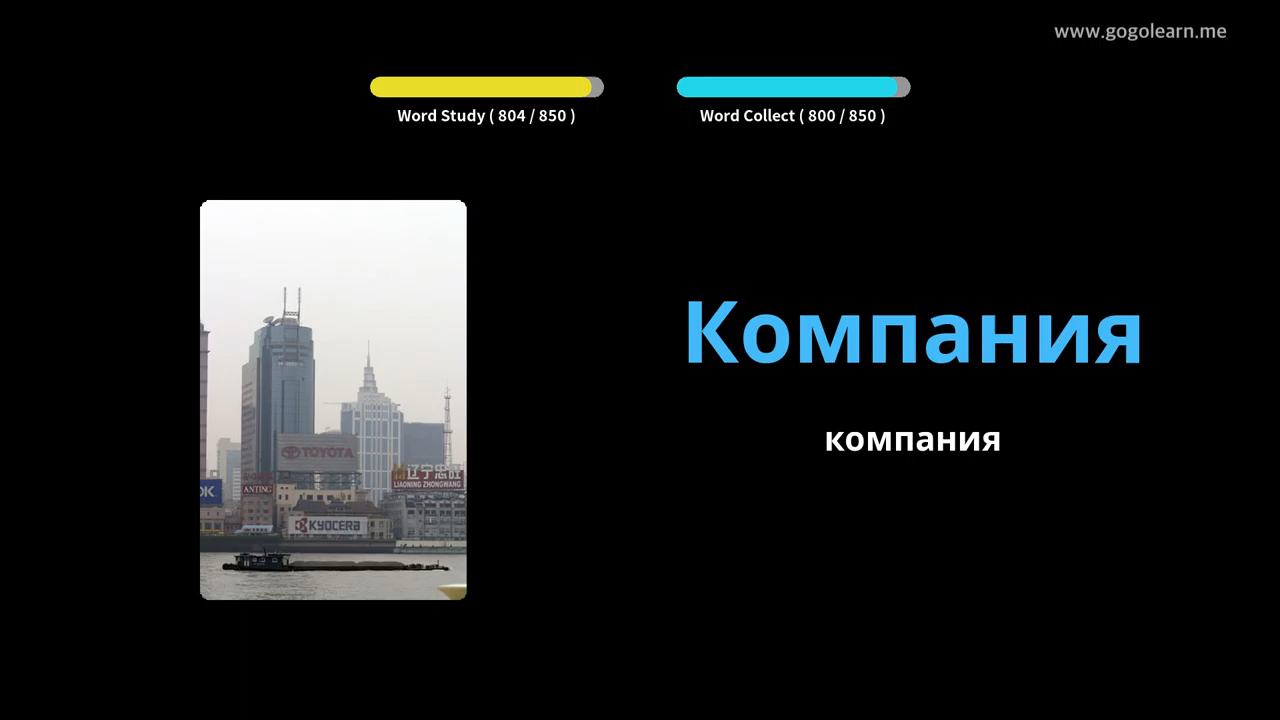 www.gogolearn.me
Word Study ( 804 / 850 )
Word Collect ( 800 / 850 )
Компания
компания
TOYOTA
辽宁忠旺
LIAONING ZHONGWANG
OK
ANTING
KYOCERA